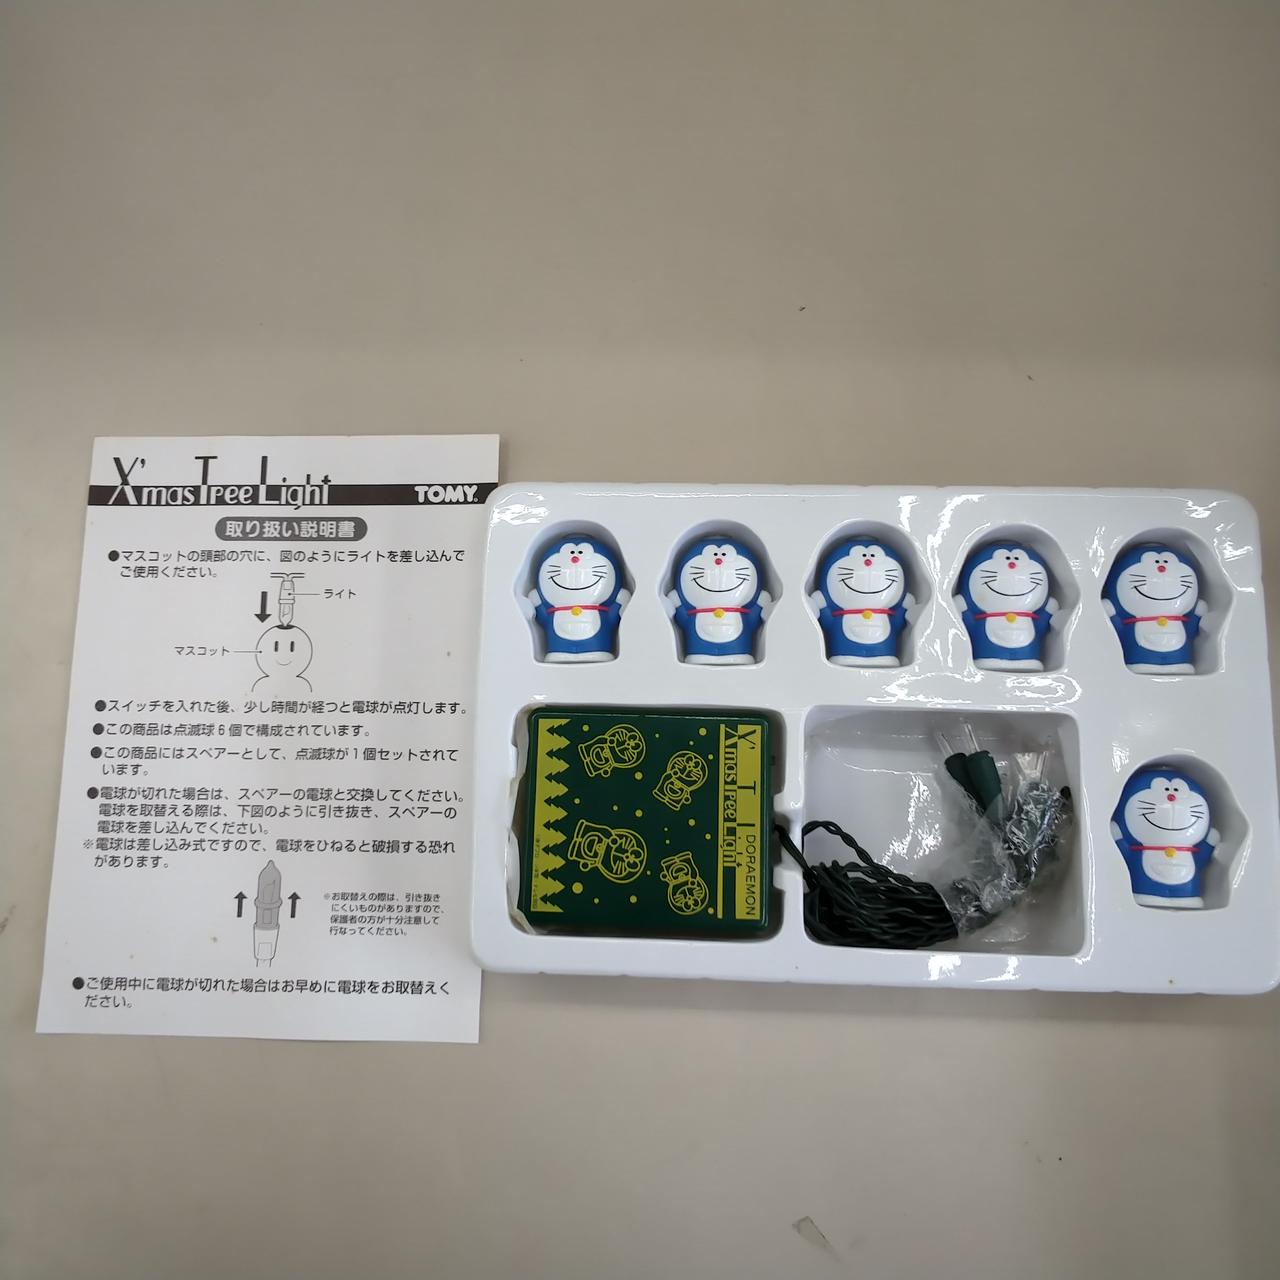 X'mas Tree Light
TOMY
取り扱い説明書
●マスコットの頭部の穴に、図のようにライトを差し込んで
ご使用ください。
ライト
マスコット
●スイッチを入れた後、少し時間が経つと電球が点灯します。
●この商品は点滅球6個で構成されています。
●この商品にはスペアーとして、点滅球が1個セットされて
います。
●電球が切れた場合は、スペアーの電球と交換してください。
電球を取替える際は、下図のように引き抜き、スペアーの
電球を差し込んでください。
※電球は差し込み式ですので、電球をひねると破損する恐れ
があります。
※お取替えの際は、引き抜き
にくいものがありますので、
保護者の方が十分注意して
行なってください。
●ご使用中に電球が切れた場合はお早めに電球をお取替えく
ださい。
X'mas Tree Light
DORAEMON